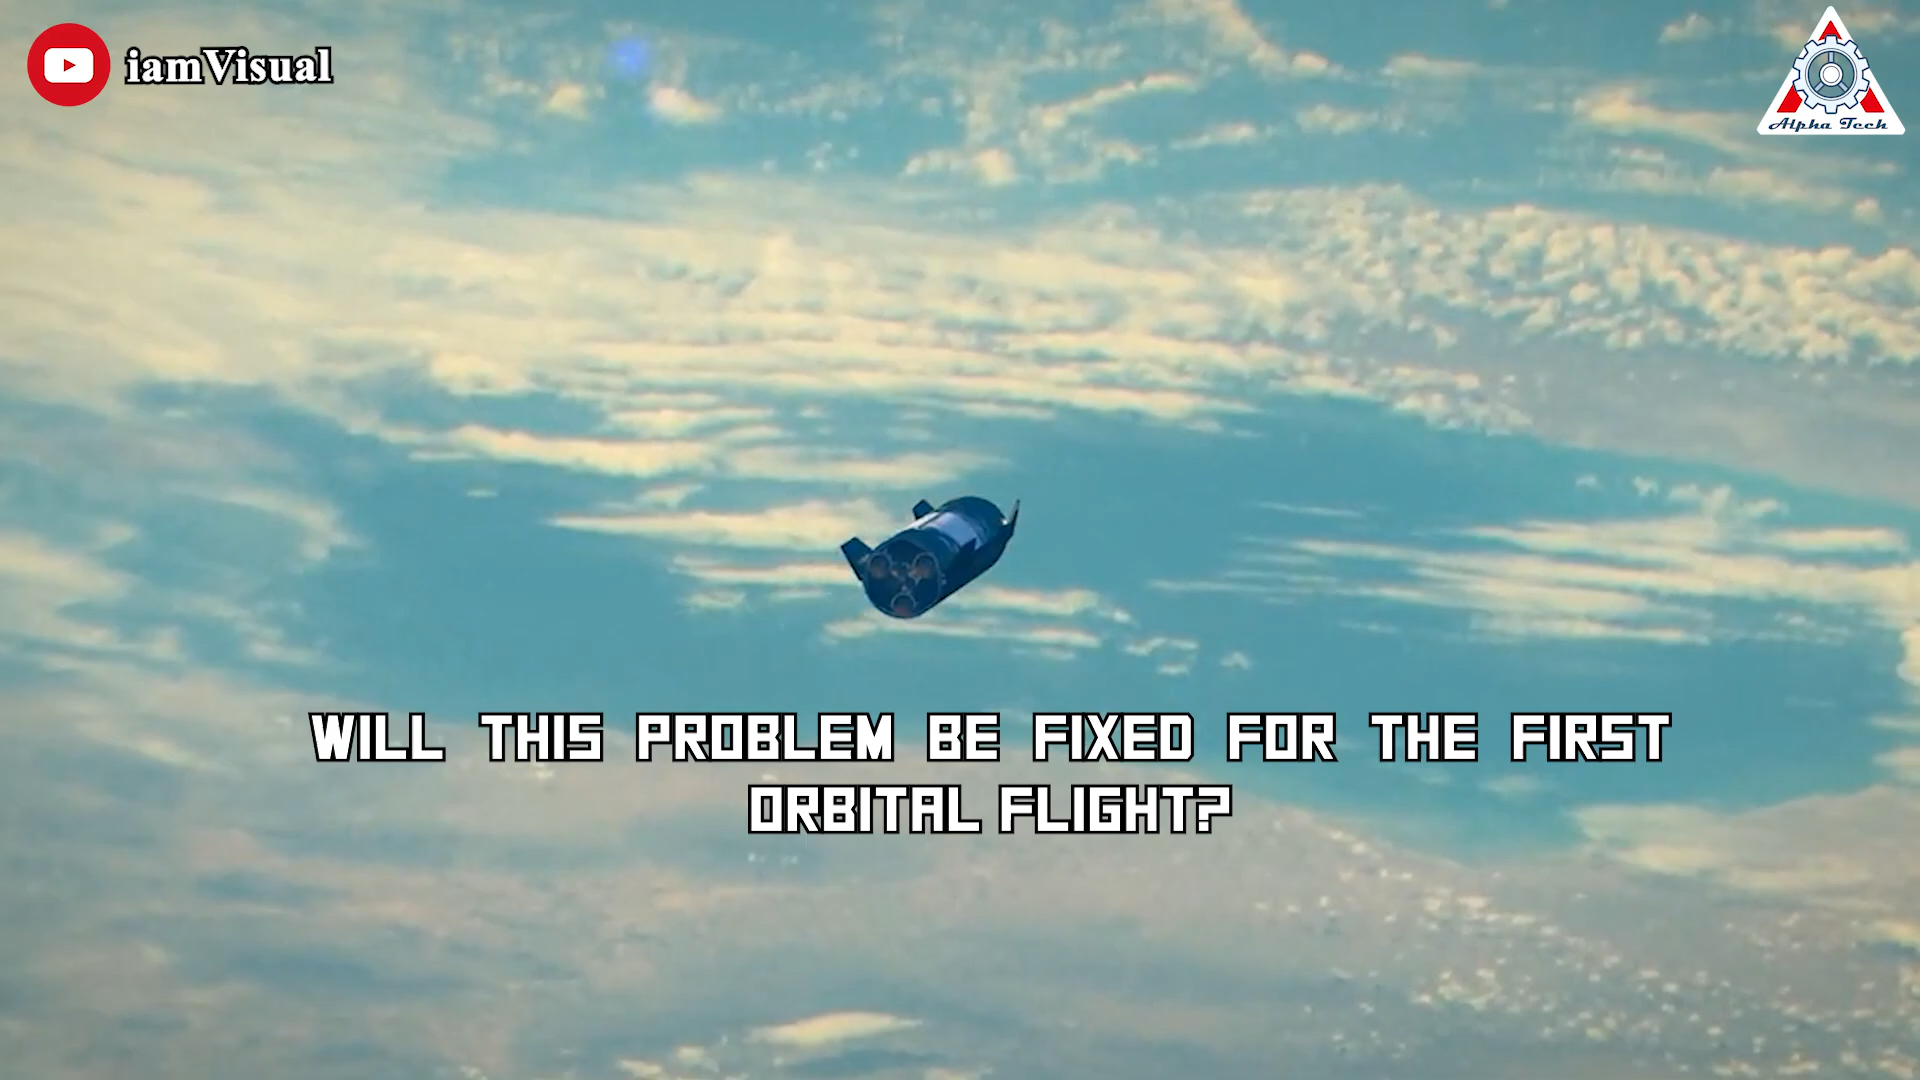 iamVisual
Alpha Tech
WILL THIS PROBLEM BE FIXED FOR THE FIRST
ORBITAL FLIGHT?